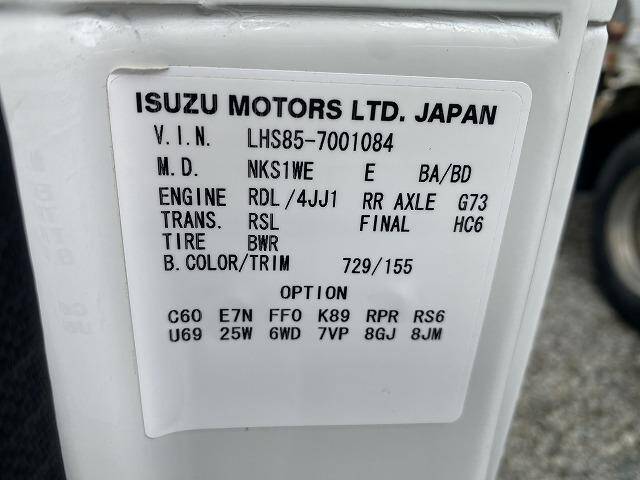 ISUZU MOTORS LTD. JAPAN
V.I.N. LHS85-7001084
M.D. NKS1WE E BA/BD
ENGINE RDL/4JJ1 RR AXLE G73
TRANS. RSL FINAL HC6
TIRE BWR
B.COLOR/TRIM 729/155
OPTION
C60 E7N FF0 K89 RPR RS6
U69 25W 6WD 7VP 8GJ 8JM